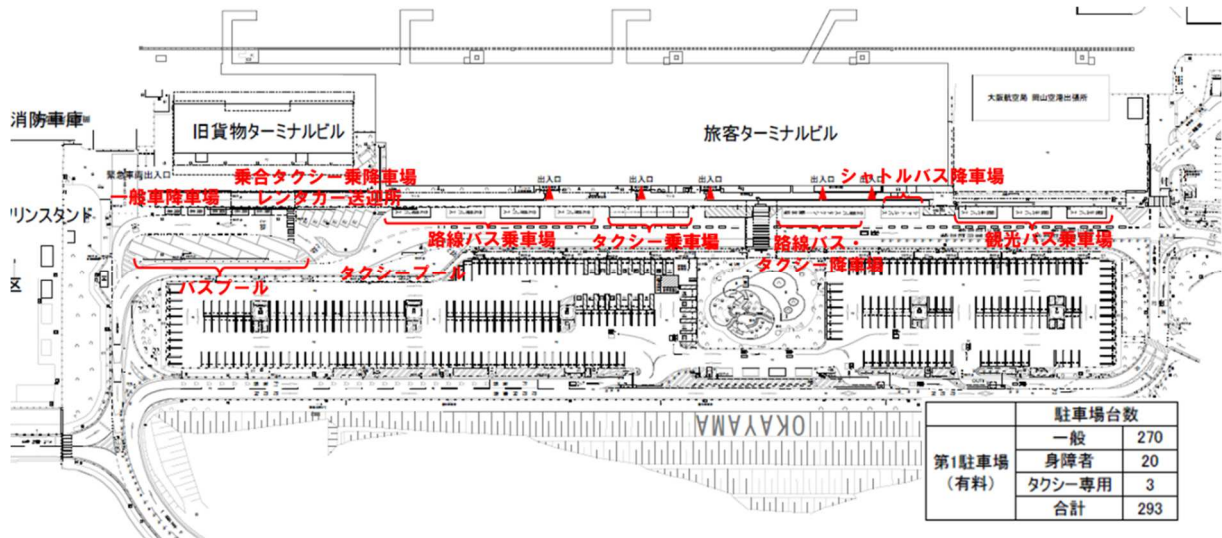 大阪航空局 岡山空港出張所
消防車庫
旧貨物ターミナルビル
旅客ターミナルビル
緊急車両出入口
乗合タクシー乗降車場
レンタカー送迎所
一般車降車場
出入口
出入口
出入口
出入口
シャトルバス降車場
リンスタンド
路線バス乗車場
タクシー乗車場
路線バス・
タクシー降車場
観光バス乗車場
タクシープール
バスプール
区
OKAYAMA
駐車場台数
第1駐車場
(有料)
一般 270
身障者 20
タクシー専用 3
合計 293